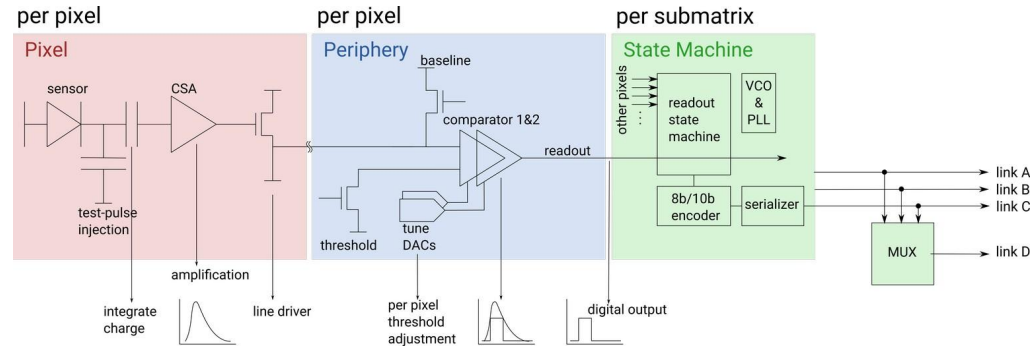 per pixel
per pixel
per submatrix
Pixel
Periphery
State Machine
sensor
CSA
baseline
comparator 1&2
other pixels
...
readout
state
machine
VCO
&
PLL
readout
test-pulse
injection
threshold
tune
DACs
8b/10b
encoder
serializer
link A
link B
link C
MUX
link D
amplification
integrate
charge
line driver
per pixel
threshold
adjustment
digital output